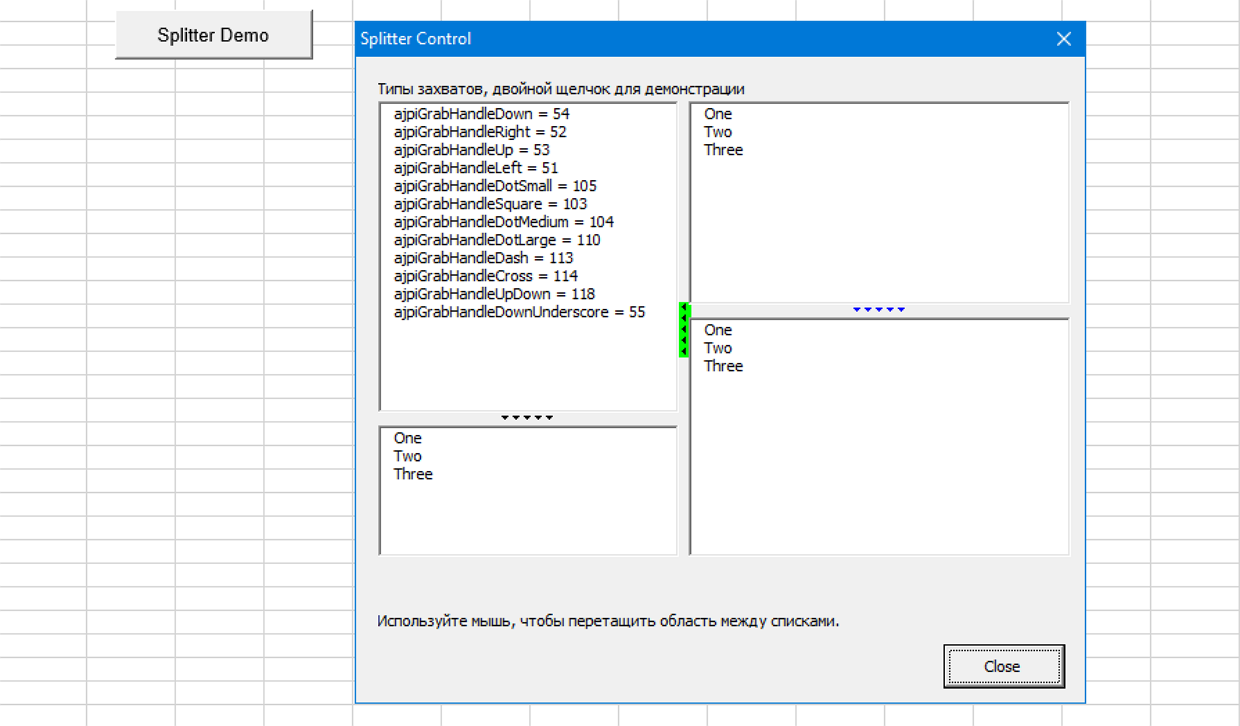 Splitter Demo
Splitter Control
Типы захватов, двойной щелчок для демонстрации
ajpiGrabHandleDown = 54
ajpiGrabHandleRight = 52
ajpiGrabHandleUp = 53
ajpiGrabHandleLeft = 51
ajpiGrabHandleDotSmall = 105
ajpiGrabHandleSquare = 103
ajpiGrabHandleDotMedium = 104
ajpiGrabHandleDotLarge = 110
ajpiGrabHandleDash = 113
ajpiGrabHandleCross = 114
ajpiGrabHandleUpDown = 118
ajpiGrabHandleDownUnderscore = 55
One
Two
Three
One
Two
Three
One
Two
Three
Используйте мышь, чтобы перетащить область между списками.
Close